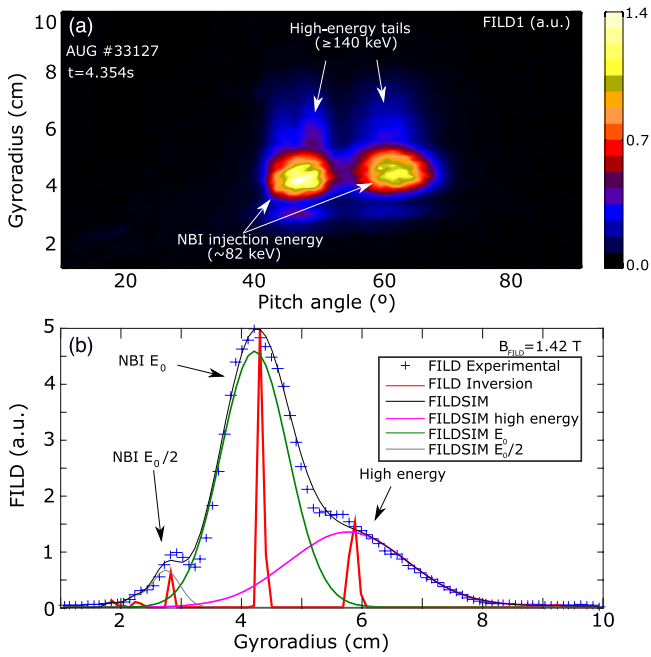 (a)
High-energy tails
(≥140 keV)
FILD1 (a.u.)
AUG #33127
t=4.354s
NBI injection energy
(~82 keV)
10
8
6
4
2
Gyroradius (cm)
20
40
60
80
Pitch angle (º)
1.4
0.7
0.0
(b)
B_FILD=1.42 T
NBI E₀
FILD Experimental
FILD Inversion
FILDSIM
FILDSIM high energy
FILDSIM E₀
FILDSIM E₀/2
NBI E₀/2
High energy
5
4
3
2
1
0
FILD (a.u.)
2
4
6
8
10
Gyroradius (cm)